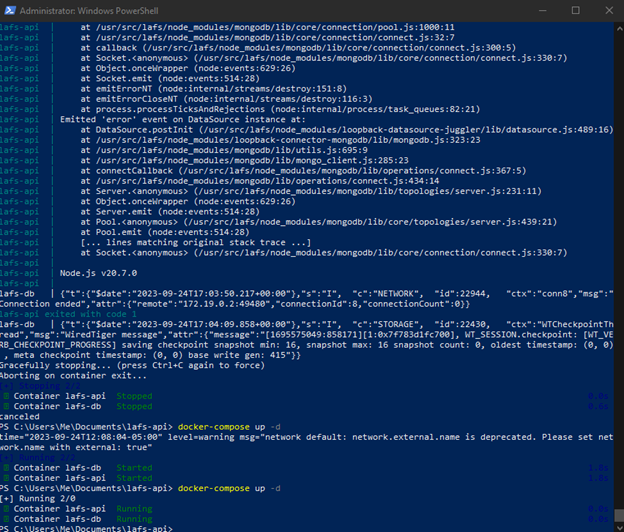 Administrator: Windows PowerShell
lafs-api  |     at /usr/src/lafs/node_modules/mongodb/lib/core/connection/pool.js:1000:11
lafs-api  |     at /usr/src/lafs/node_modules/mongodb/lib/core/connection/connect.js:32:7
lafs-api  |     at callback (/usr/src/lafs/node_modules/mongodb/lib/core/connection/connect.js:300:5)
lafs-api  |     at Socket.<anonymous> (/usr/src/lafs/node_modules/mongodb/lib/core/connection/connect.js:330:7)
lafs-api  |     at Object.onceWrapper (node:events:629:26)
lafs-api  |     at Socket.emit (node:events:514:28)
lafs-api  |     at emitErrorNT (node:internal/streams/destroy:151:8)
lafs-api  |     at emitErrorCloseNT (node:internal/streams/destroy:116:3)
lafs-api  |     at process.processTicksAndRejections (node:internal/process/task_queues:82:21)
lafs-api  | Emitted 'error' event on DataSource instance at:
lafs-api  |     at DataSource.postInit (/usr/src/lafs/node_modules/loopback-datasource-juggler/lib/datasource.js:489:16)
lafs-api  |     at /usr/src/lafs/node_modules/loopback-connector-mongodb/lib/mongodb.js:323:23
lafs-api  |     at /usr/src/lafs/node_modules/mongodb/lib/utils.js:695:9
lafs-api  |     at /usr/src/lafs/node_modules/mongodb/lib/mongo_client.js:285:23
lafs-api  |     at connectCallback (/usr/src/lafs/node_modules/mongodb/lib/operations/connect.js:367:5)
lafs-api  |     at /usr/src/lafs/node_modules/mongodb/lib/operations/connect.js:434:14
lafs-api  |     at Server.<anonymous> (/usr/src/lafs/node_modules/mongodb/lib/topologies/server.js:231:11)
lafs-api  |     at Object.onceWrapper (node:events:629:26)
lafs-api  |     at Server.emit (node:events:514:28)
lafs-api  |     at Pool.<anonymous> (/usr/src/lafs/node_modules/mongodb/lib/core/topologies/server.js:439:21)
lafs-api  |     at Pool.emit (node:events:514:28)
lafs-api  |     [... lines matching original stack trace ...]
lafs-api  |     at Socket.<anonymous> (/usr/src/lafs/node_modules/mongodb/lib/core/connection/connect.js:330:7)
lafs-api  |
lafs-api  | Node.js v20.7.0
lafs-db   | {"t":{"$date":"2023-09-24T17:03:50.217+00:00"},"s":"I",  "c":"NETWORK",  "id":22944,   "ctx":"conn8","msg":"
Connection ended","attr":{"remote":"172.19.0.2:49480","connectionId":8,"connectionCount":0}}
lafs-api exited with code 1
lafs-db   | {"t":{"$date":"2023-09-24T17:04:09.858+00:00"},"s":"I",  "c":"STORAGE",  "id":22430,   "ctx":"WTCheckpointTh
read","msg":"WiredTiger message","attr":{"message":"[1695575049:858171][1:0x7f783d1fc700], WT_SESSION.checkpoint: [WT_VE
RB_CHECKPOINT_PROGRESS] saving checkpoint snapshot min: 16, snapshot max: 16 snapshot count: 0, oldest timestamp: (0, 0)
, meta checkpoint timestamp: (0, 0) base write gen: 415"}}
Gracefully stopping... (press Ctrl+C again to force)
Aborting on container exit...
[+] Stopping 2/2
Container lafs-api  Stopped 0.0s
Container lafs-db   Stopped 0.6s
canceled
PS C:\Users\Me\Documents\lafs-api> docker-compose up -d
time="2023-09-24T12:08:04-05:00" level=warning msg="network default: network.external.name is deprecated. Please set net
work.name with external: true"
[+] Running 2/2
Container lafs-db   Started 1.8s
Container lafs-api  Started 1.8s
PS C:\Users\Me\Documents\lafs-api> docker-compose up -d
[+] Running 2/0
Container lafs-api  Running 0.0s
Container lafs-db   Running 0.0s
PS C:\Users\Me\Documents\lafs-api>